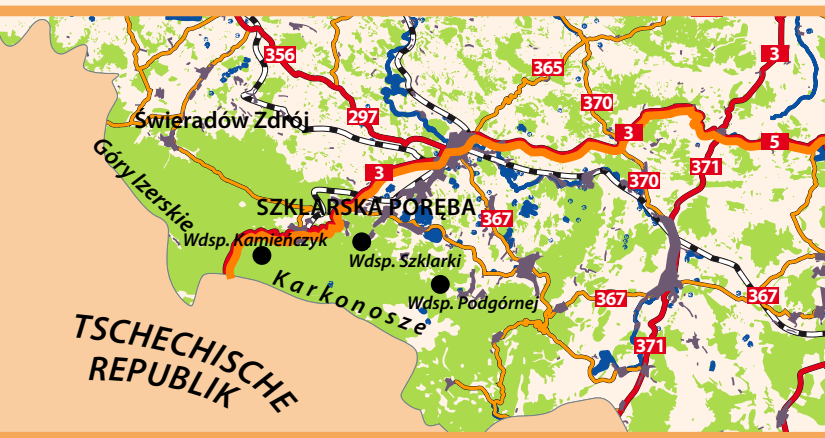 356
3
365
370
297
Świeradów Zdrój
3
5
3
371
370
Góry Izerskie
SZKLARSKA PORĘBA
367
Wdsp. Kamieńczyk
Wdsp. Szklarki
Karkonosze
Wdsp. Podgórnej
367
367
TSCHECHISCHE
REPUBLIK
371